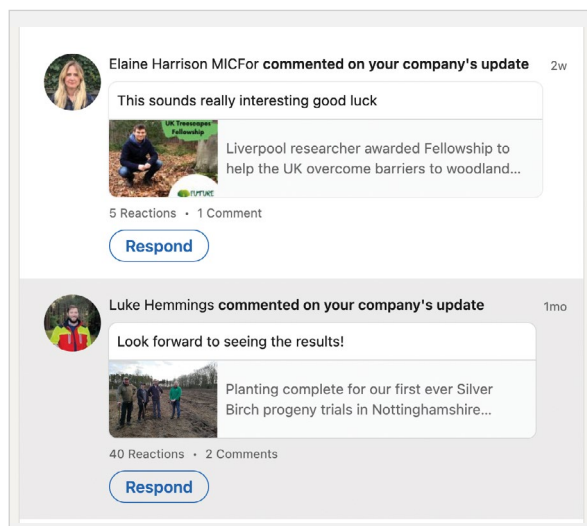 Elaine Harrison MICFor commented on your company's update 2w
This sounds really interesting good luck
UK Treescapes
Fellowship
FUTURE
Liverpool researcher awarded Fellowship to
help the UK overcome barriers to woodland...
5 Reactions • 1 Comment
Respond
Luke Hemmings commented on your company's update 1mo
Look forward to seeing the results!
Planting complete for our first ever Silver
Birch progeny trials in Nottinghamshire...
40 Reactions • 2 Comments
Respond